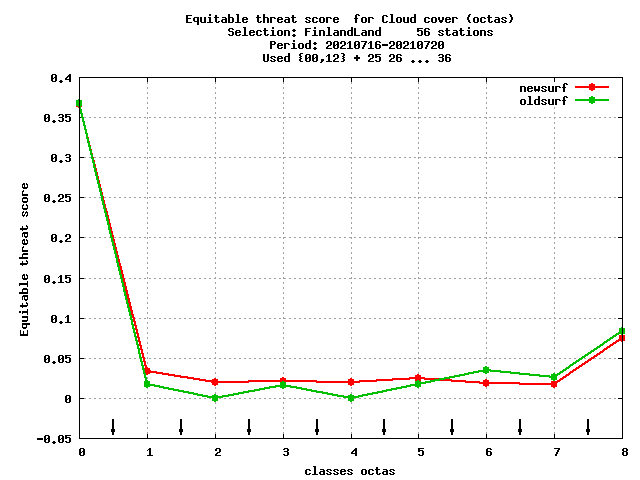 Equitable threat score  for Cloud cover (octas)
Selection: FinlandLand     56 stations
Period: 20210716-20210720
Used {00,12} + 25 26 ... 36
newsurf
oldsurf
0.4
0.35
0.3
0.25
0.2
0.15
0.1
0.05
0
-0.05
Equitable threat score
0 1 2 3 4 5 6 7 8
classes octas